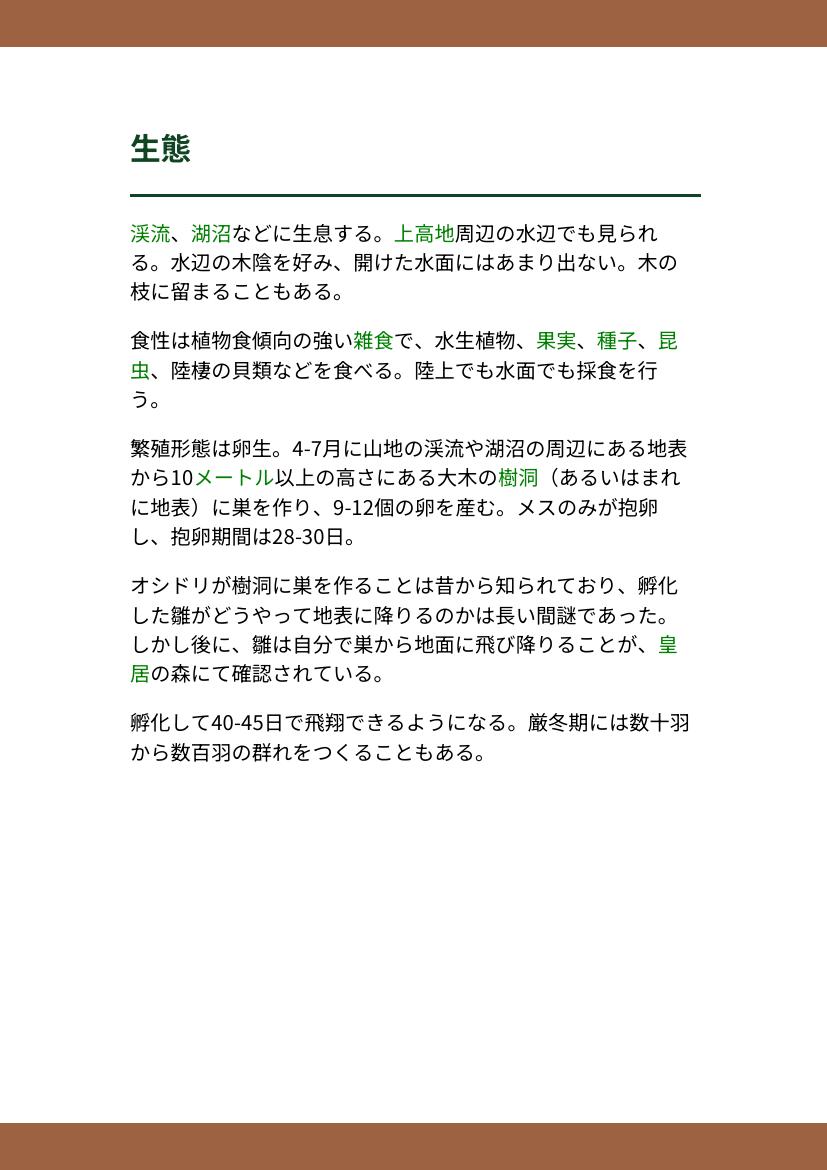 生態
渓流、湖沼などに生息する。上高地周辺の水辺でも見られ
る。水辺の木陰を好み、開けた水面にはあまり出ない。木の
枝に留まることもある。
食性は植物食傾向の強い雑食で、水生植物、果実、種子、昆
虫、陸棲の貝類などを食べる。陸上でも水面でも採食を行
う。
繁殖形態は卵生。4-7月に山地の渓流や湖沼の周辺にある地表
から10メートル以上の高さにある大木の樹洞（あるいはまれ
に地表）に巣を作り、9-12個の卵を産む。メスのみが抱卵
し、抱卵期間は28-30日。
オシドリが樹洞に巣を作ることは昔から知られており、孵化
した雛がどうやって地表に降りるのかは長い間謎であった。
しかし後に、雛は自分で巣から地面に飛び降りることが、皇
居の森にて確認されている。
孵化して40-45日で飛翔できるようになる。厳冬期には数十羽
から数百羽の群れをつくることもある。